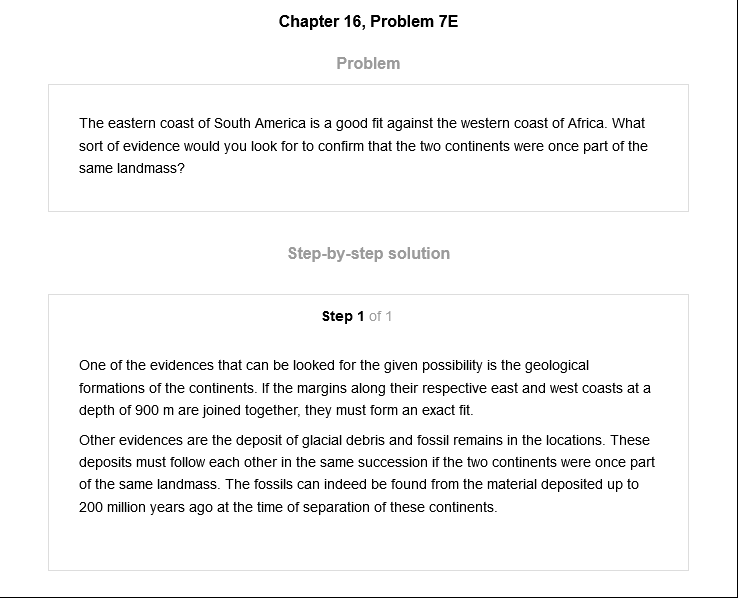 Chapter 16, Problem 7E
Problem
The eastern coast of South America is a good fit against the western coast of Africa. What
sort of evidence would you look for to confirm that the two continents were once part of the
same landmass?
Step-by-step solution
Step 1 of 1
One of the evidences that can be looked for the given possibility is the geological
formations of the continents. If the margins along their respective east and west coasts at a
depth of 900 m are joined together, they must form an exact fit.
Other evidences are the deposit of glacial debris and fossil remains in the locations. These
deposits must follow each other in the same succession if the two continents were once part
of the same landmass. The fossils can indeed be found from the material deposited up to
200 million years ago at the time of separation of these continents.